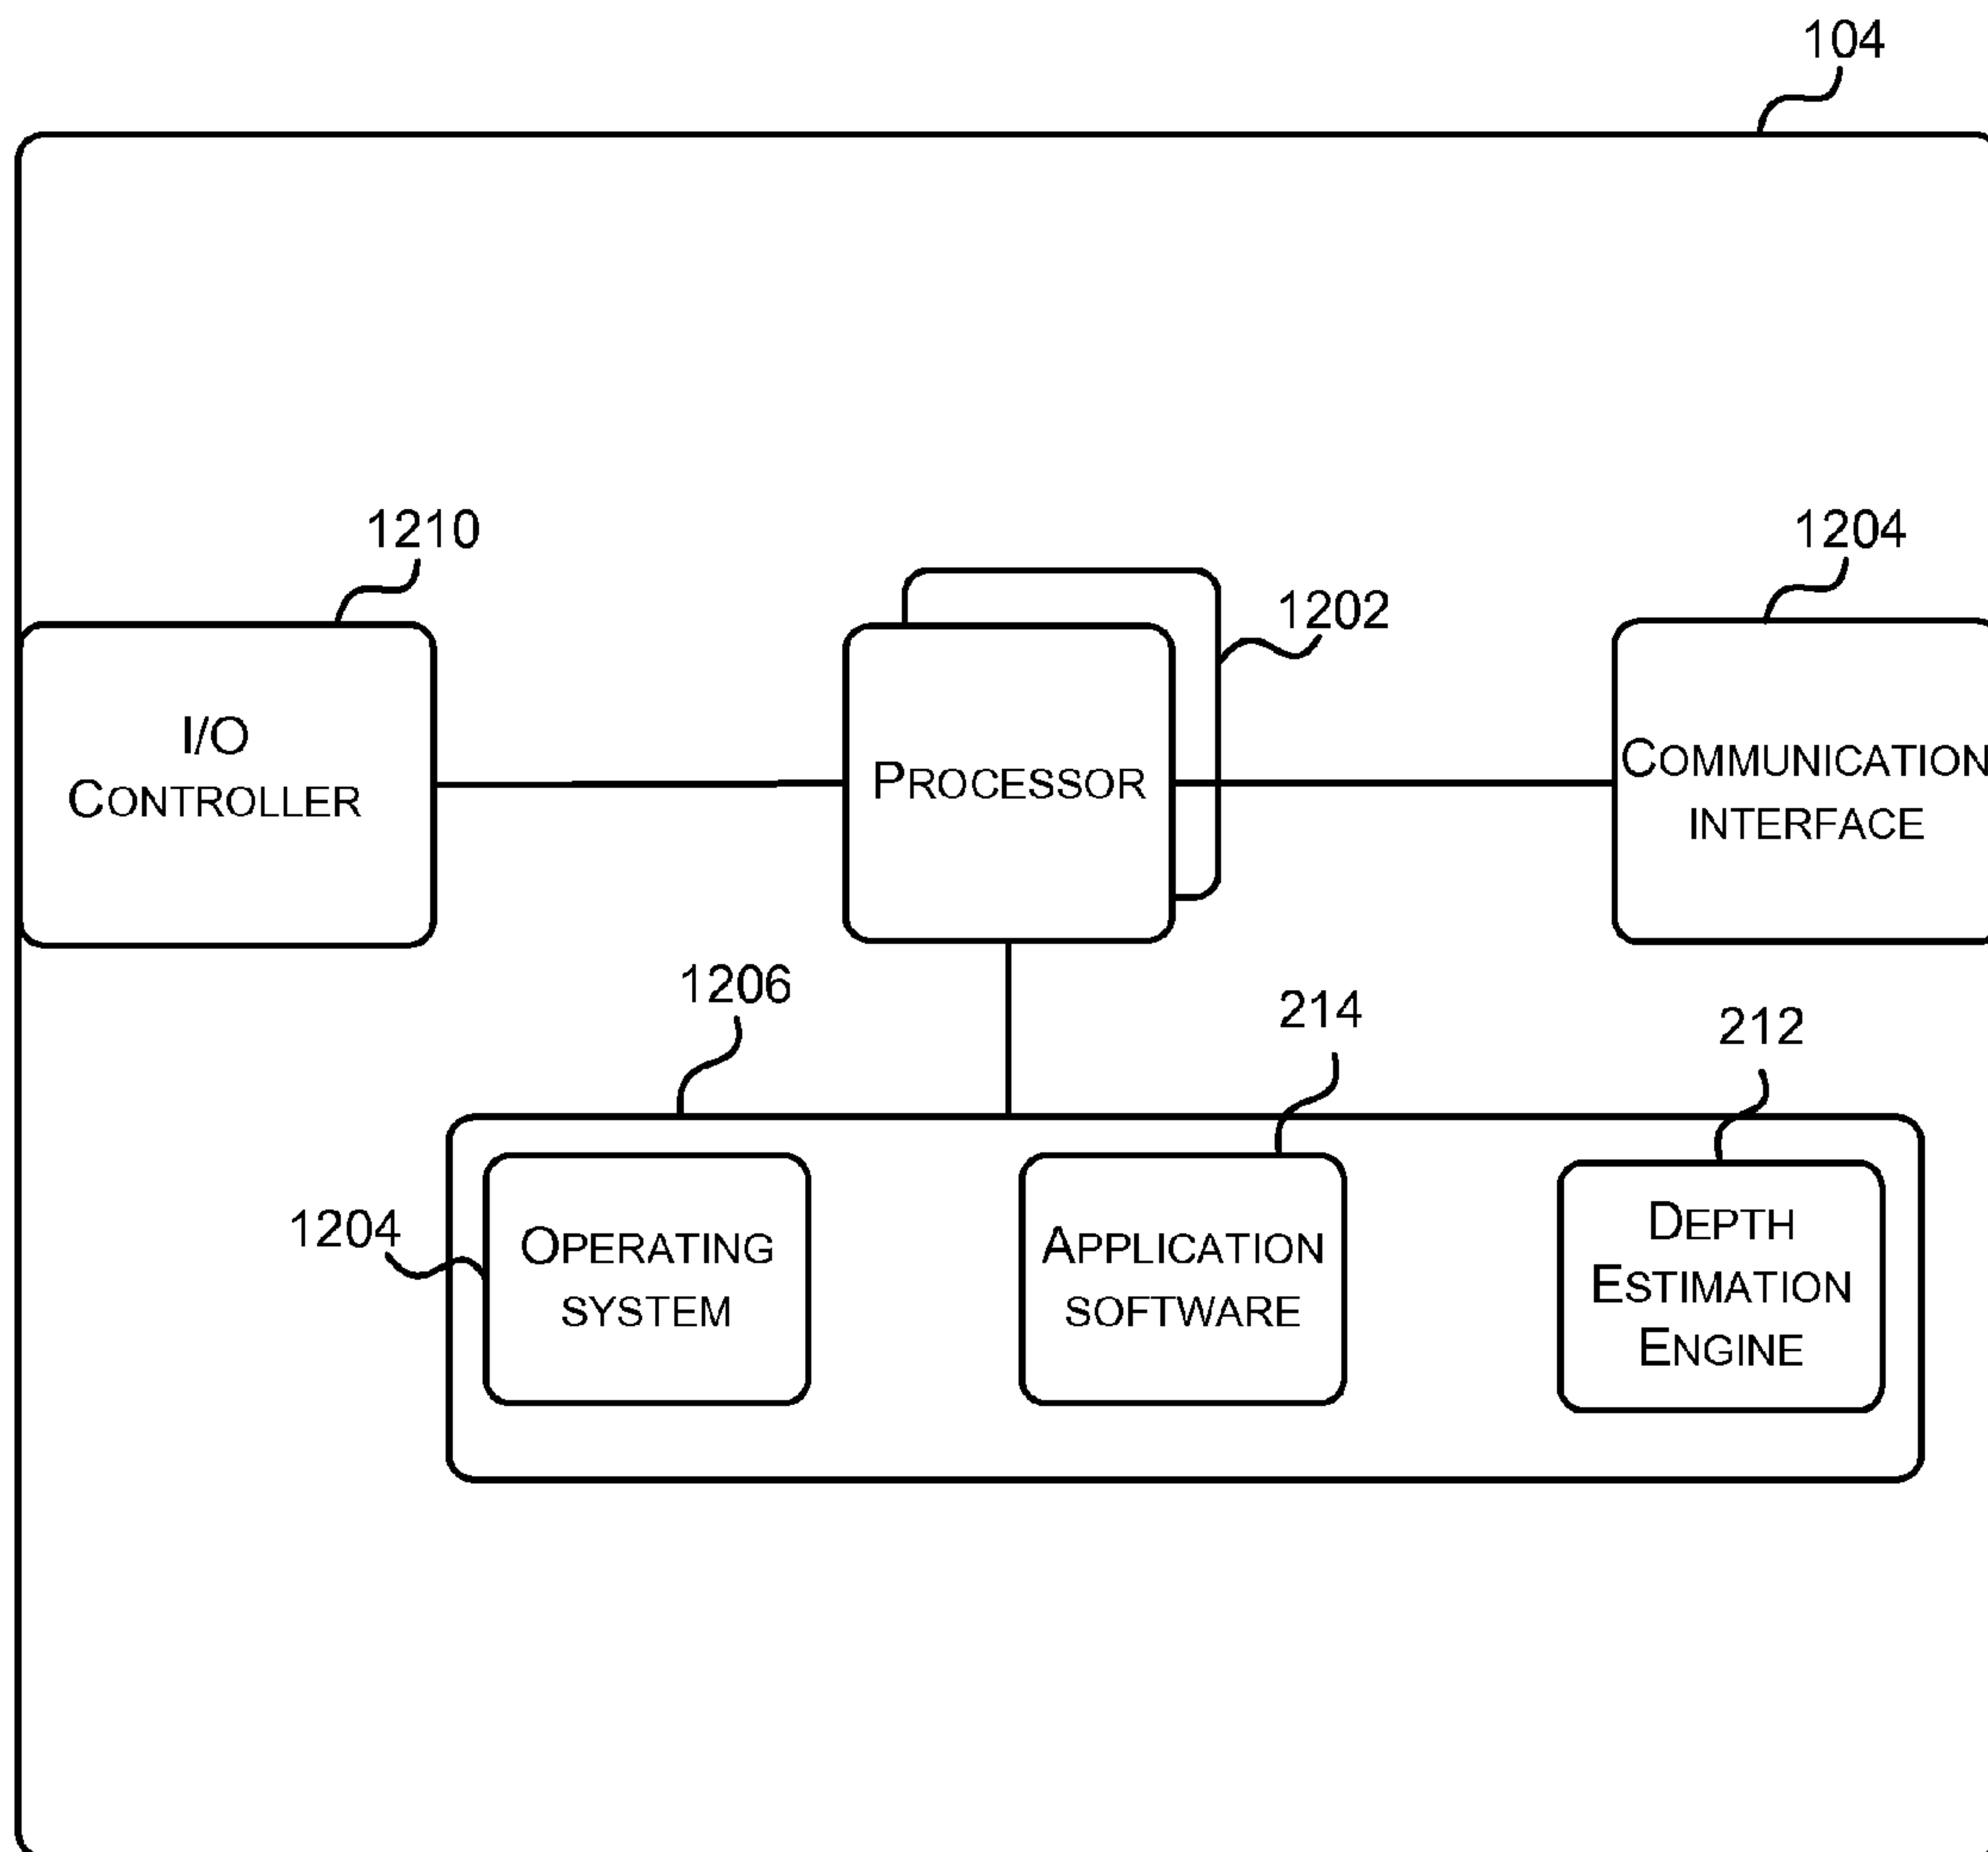 104
1210
1204
1202
I/O
CONTROLLER
PROCESSOR
COMMUNICATION
INTERFACE
1206
214
212
1204
OPERATING
SYSTEM
APPLICATION
SOFTWARE
DEPTH
ESTIMATION
ENGINE